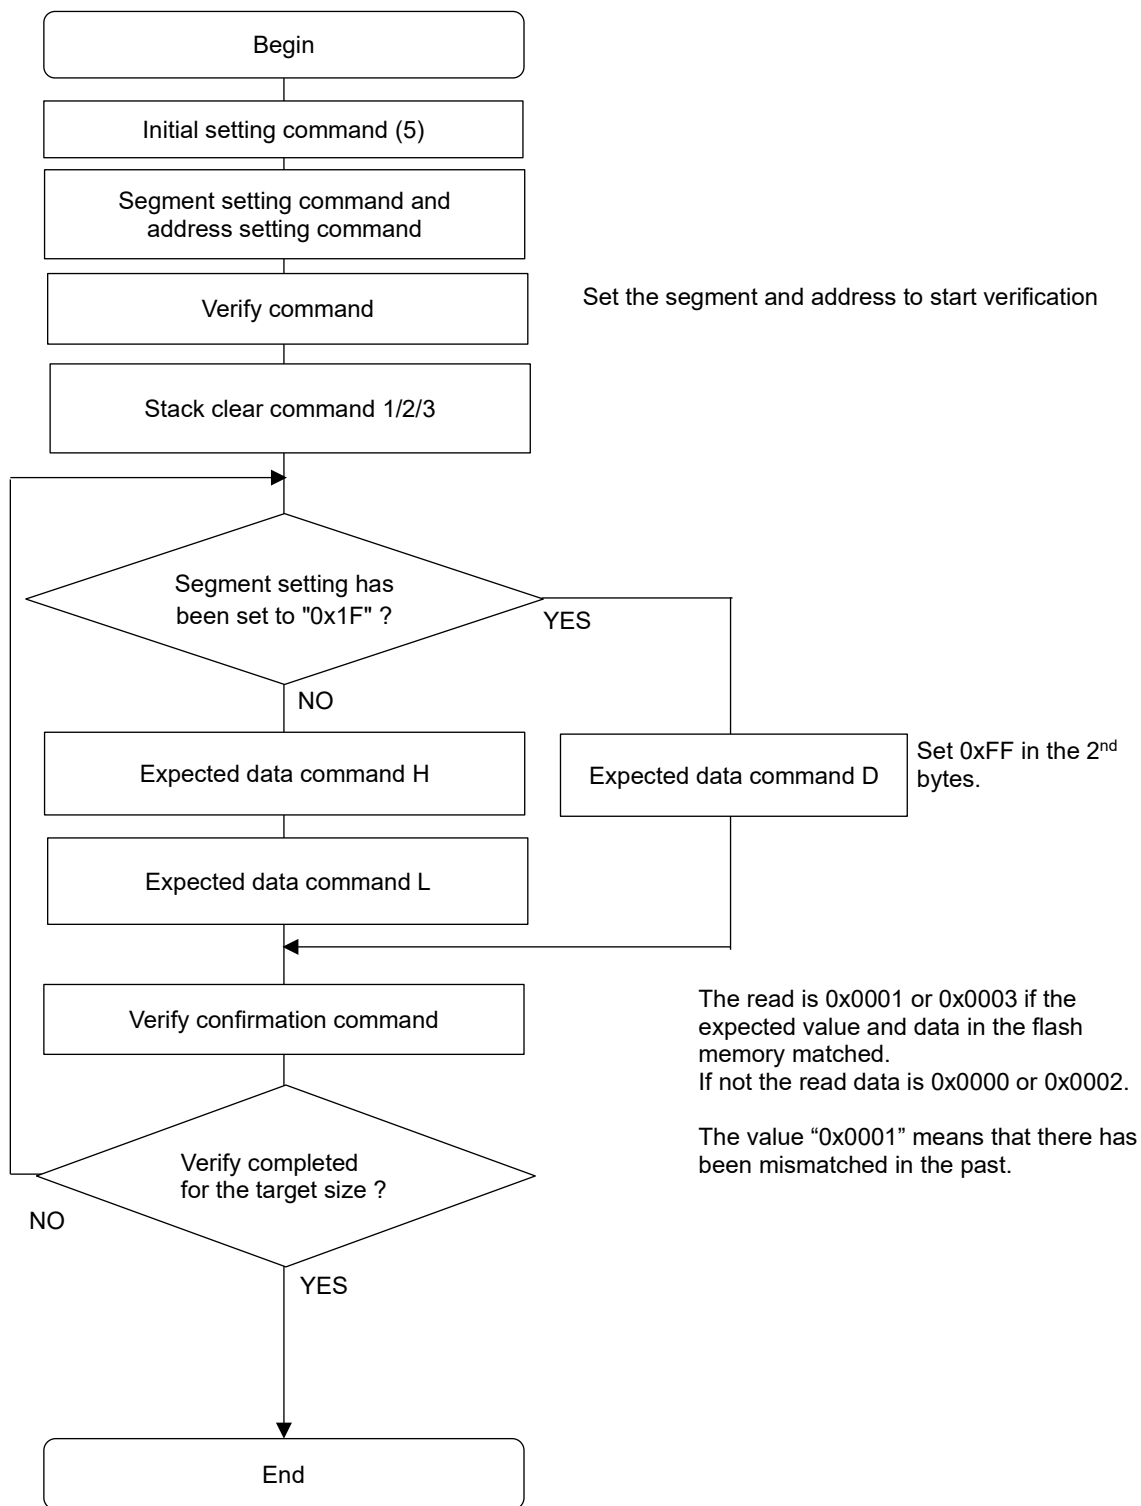 Begin
Initial setting command (5)
Segment setting command and
address setting command
Verify command
Set the segment and address to start verification
Stack clear command 1/2/3
Segment setting has
been set to "0x1F" ?
YES
NO
Expected data command H
Expected data command D
Set 0xFF in the 2nd
bytes.
Expected data command L
Verify confirmation command
The read is 0x0001 or 0x0003 if the
expected value and data in the flash
memory matched.
If not the read data is 0x0000 or 0x0002.
The value “0x0001” means that there has
been mismatched in the past.
Verify completed
for the target size ?
NO
YES
End